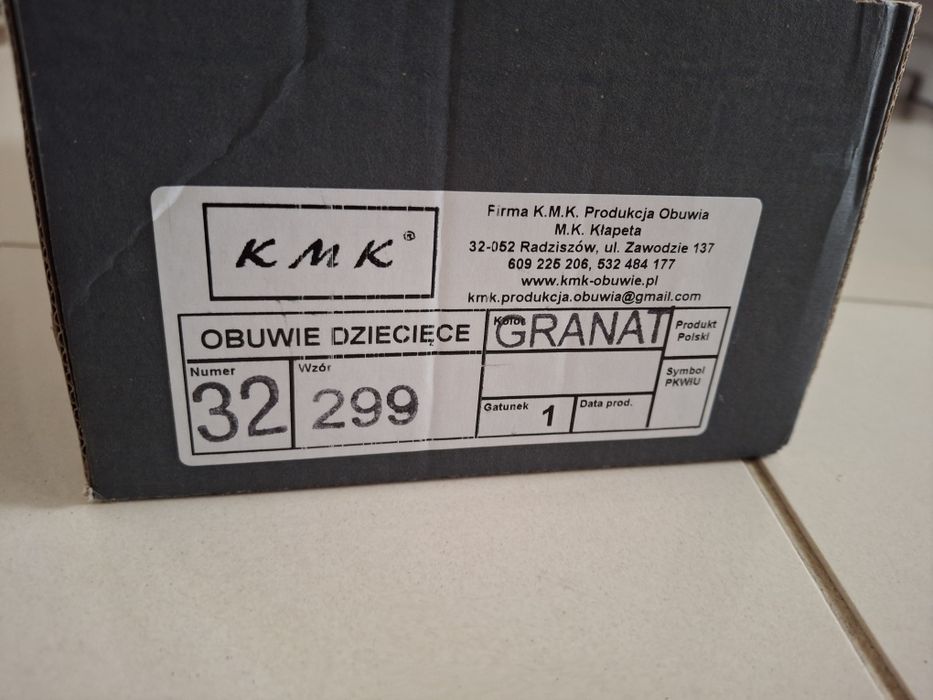 KMK®
Firma K.M.K. Produkcja Obuwia
M.K. Kłapeta
32-052 Radziszów, ul. Zawodzie 137
609 225 206, 532 484 177
www.kmk-obuwie.pl
kmk.produkcja.obuwia@gmail.com
OBUWIE DZIECIĘCE
Kolor
GRANAT
Produkt
Polski
Numer
32
Wzór
299
Symbol
PKWiU
Gatunek 1
Data prod.